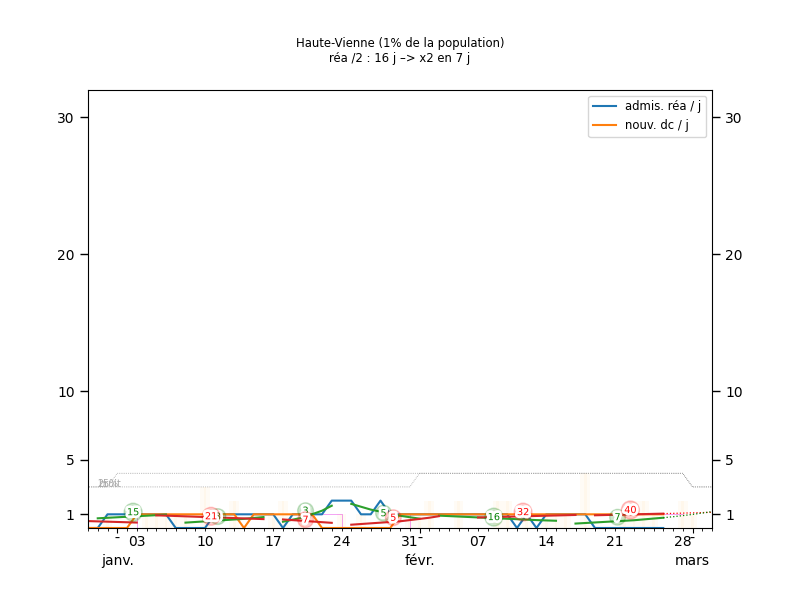 Haute-Vienne (1% de la population)
réa /2 : 16 j –> x2 en 7 j
admis. réa / j
nouv. dc / j
30 30
20 20
10 10
5 5
1 1
15 21 3 7 5 5 16 32 7 40
03 10 17 24 31 07 14 21 28
janv. févr. mars